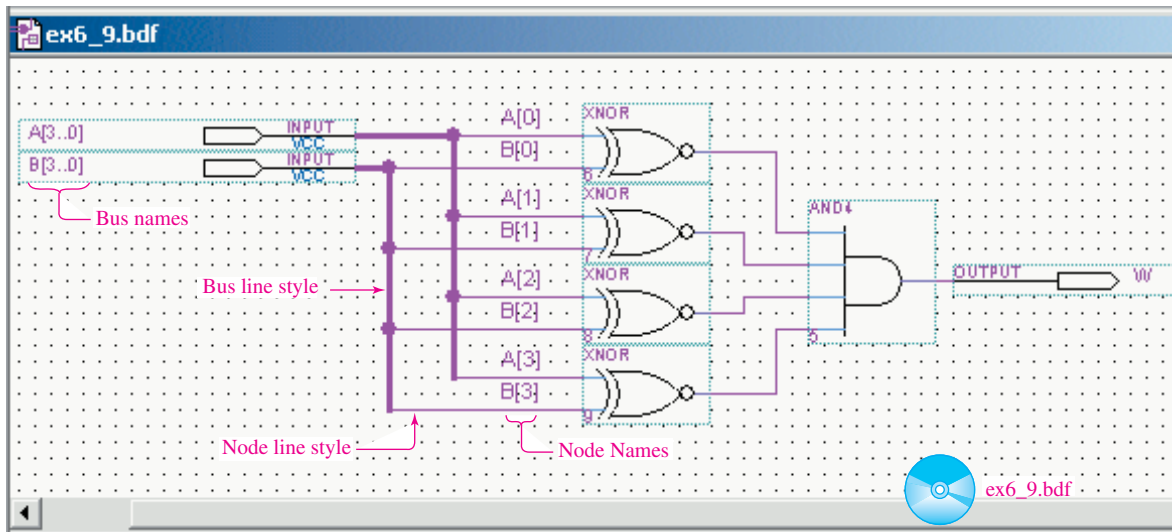 ex6_9.bdf
A[3..0]
INPUT
VCC
B[3..0]
INPUT
VCC
Bus names
A[0]
B[0]
XNOR
6
A[1]
B[1]
XNOR
7
Bus line style
A[2]
B[2]
XNOR
8
A[3]
B[3]
XNOR
9
AND4
5
OUTPUT
W
Node line style
Node Names
ex6_9.bdf